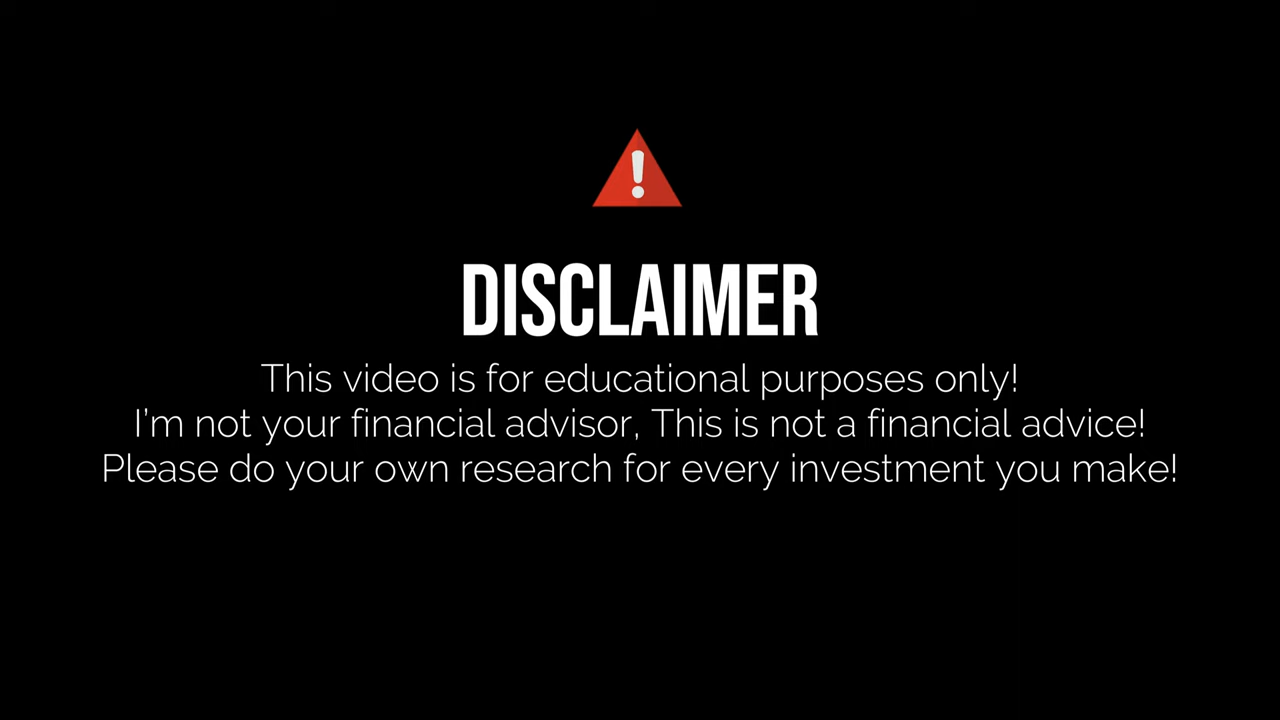 DISCLAIMER
This video is for educational purposes only!
I'm not your financial advisor, This is not a financial advice!
Please do your own research for every investment you make!